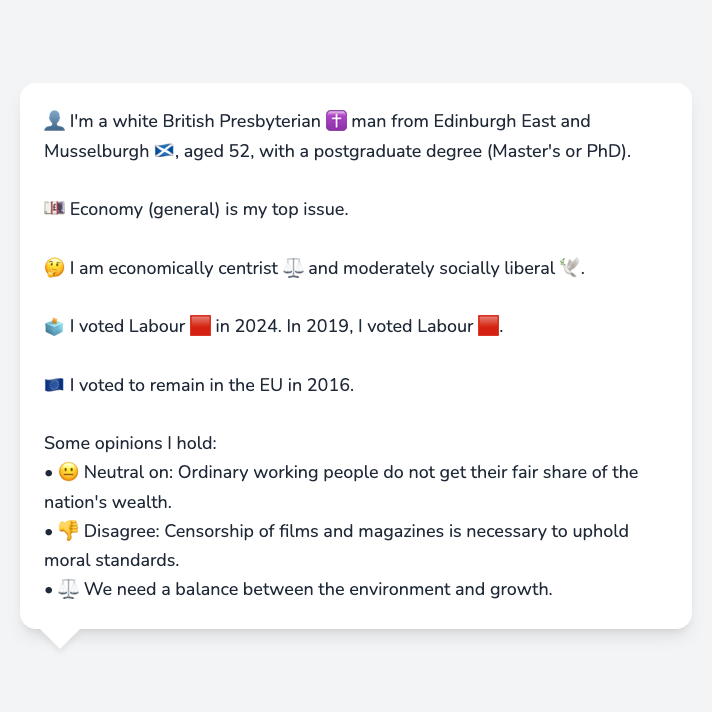 👤 I'm a white British Presbyterian ✝️ man from Edinburgh East and
Musselburgh 🏴󠁧󠁢󠁳󠁣󠁴󠁿, aged 52, with a postgraduate degree (Master's or PhD).
💷 Economy (general) is my top issue.
🤔 I am economically centrist ⚖️ and moderately socially liberal 🕊️.
🗳️ I voted Labour 🟥 in 2024. In 2019, I voted Labour 🟥.
🇪🇺 I voted to remain in the EU in 2016.
Some opinions I hold:
• 😐 Neutral on: Ordinary working people do not get their fair share of the
nation's wealth.
• 👎 Disagree: Censorship of films and magazines is necessary to uphold
moral standards.
• ⚖️ We need a balance between the environment and growth.